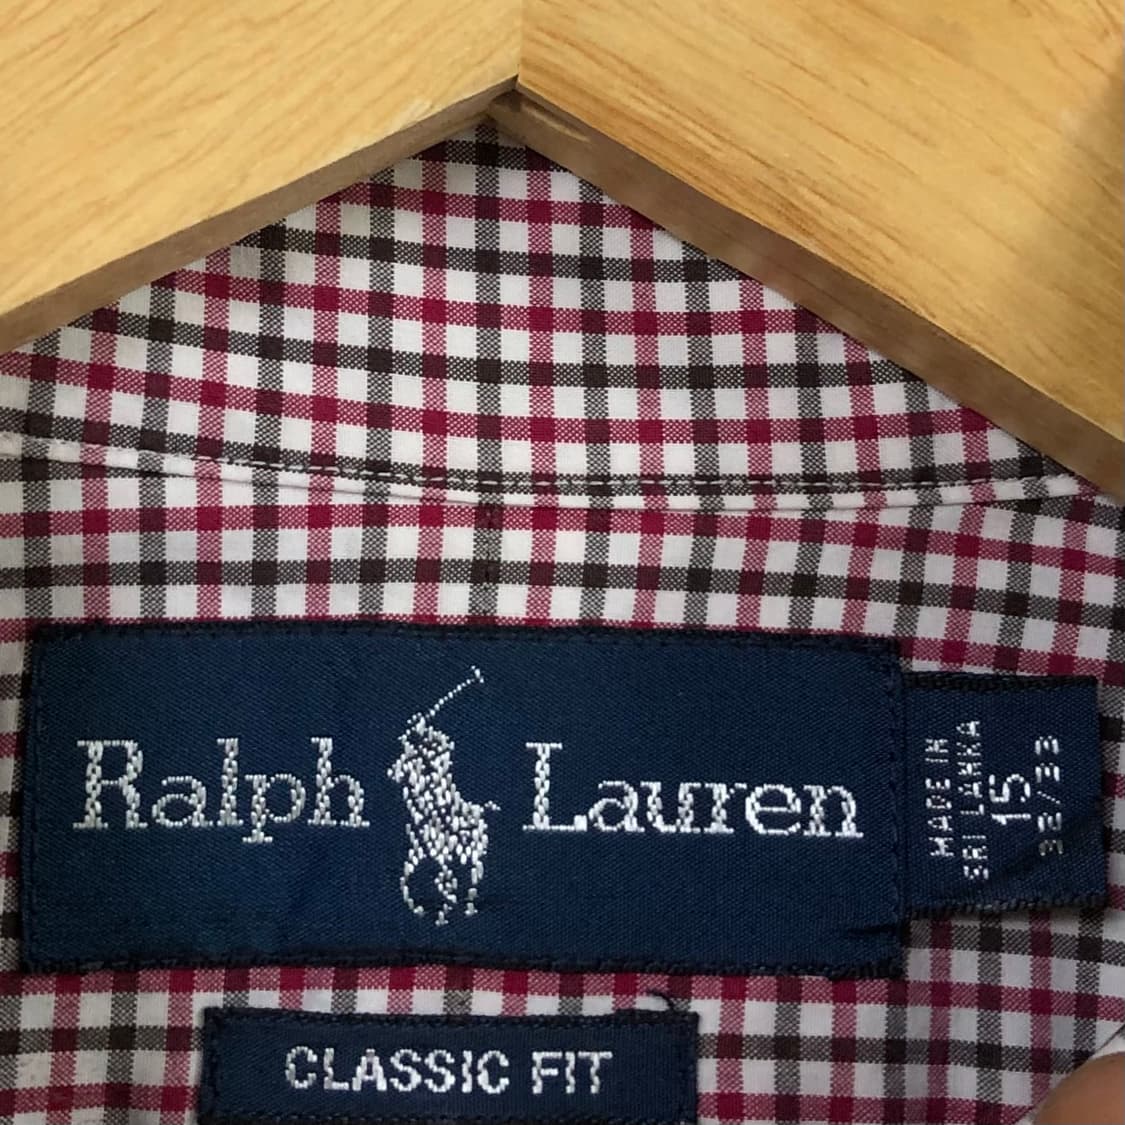 Ralph Lauren
MADE IN
SRI LANKA
15
32/33
CLASSIC FIT